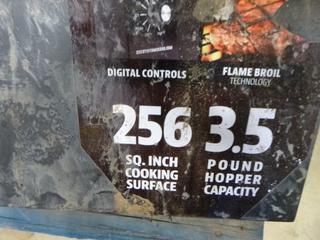 DIGITAL CONTROLS
FLAME BROIL
TECHNOLOGY
256
SQ. INCH
COOKING
SURFACE
3.5
POUND
HOPPER
CAPACITY